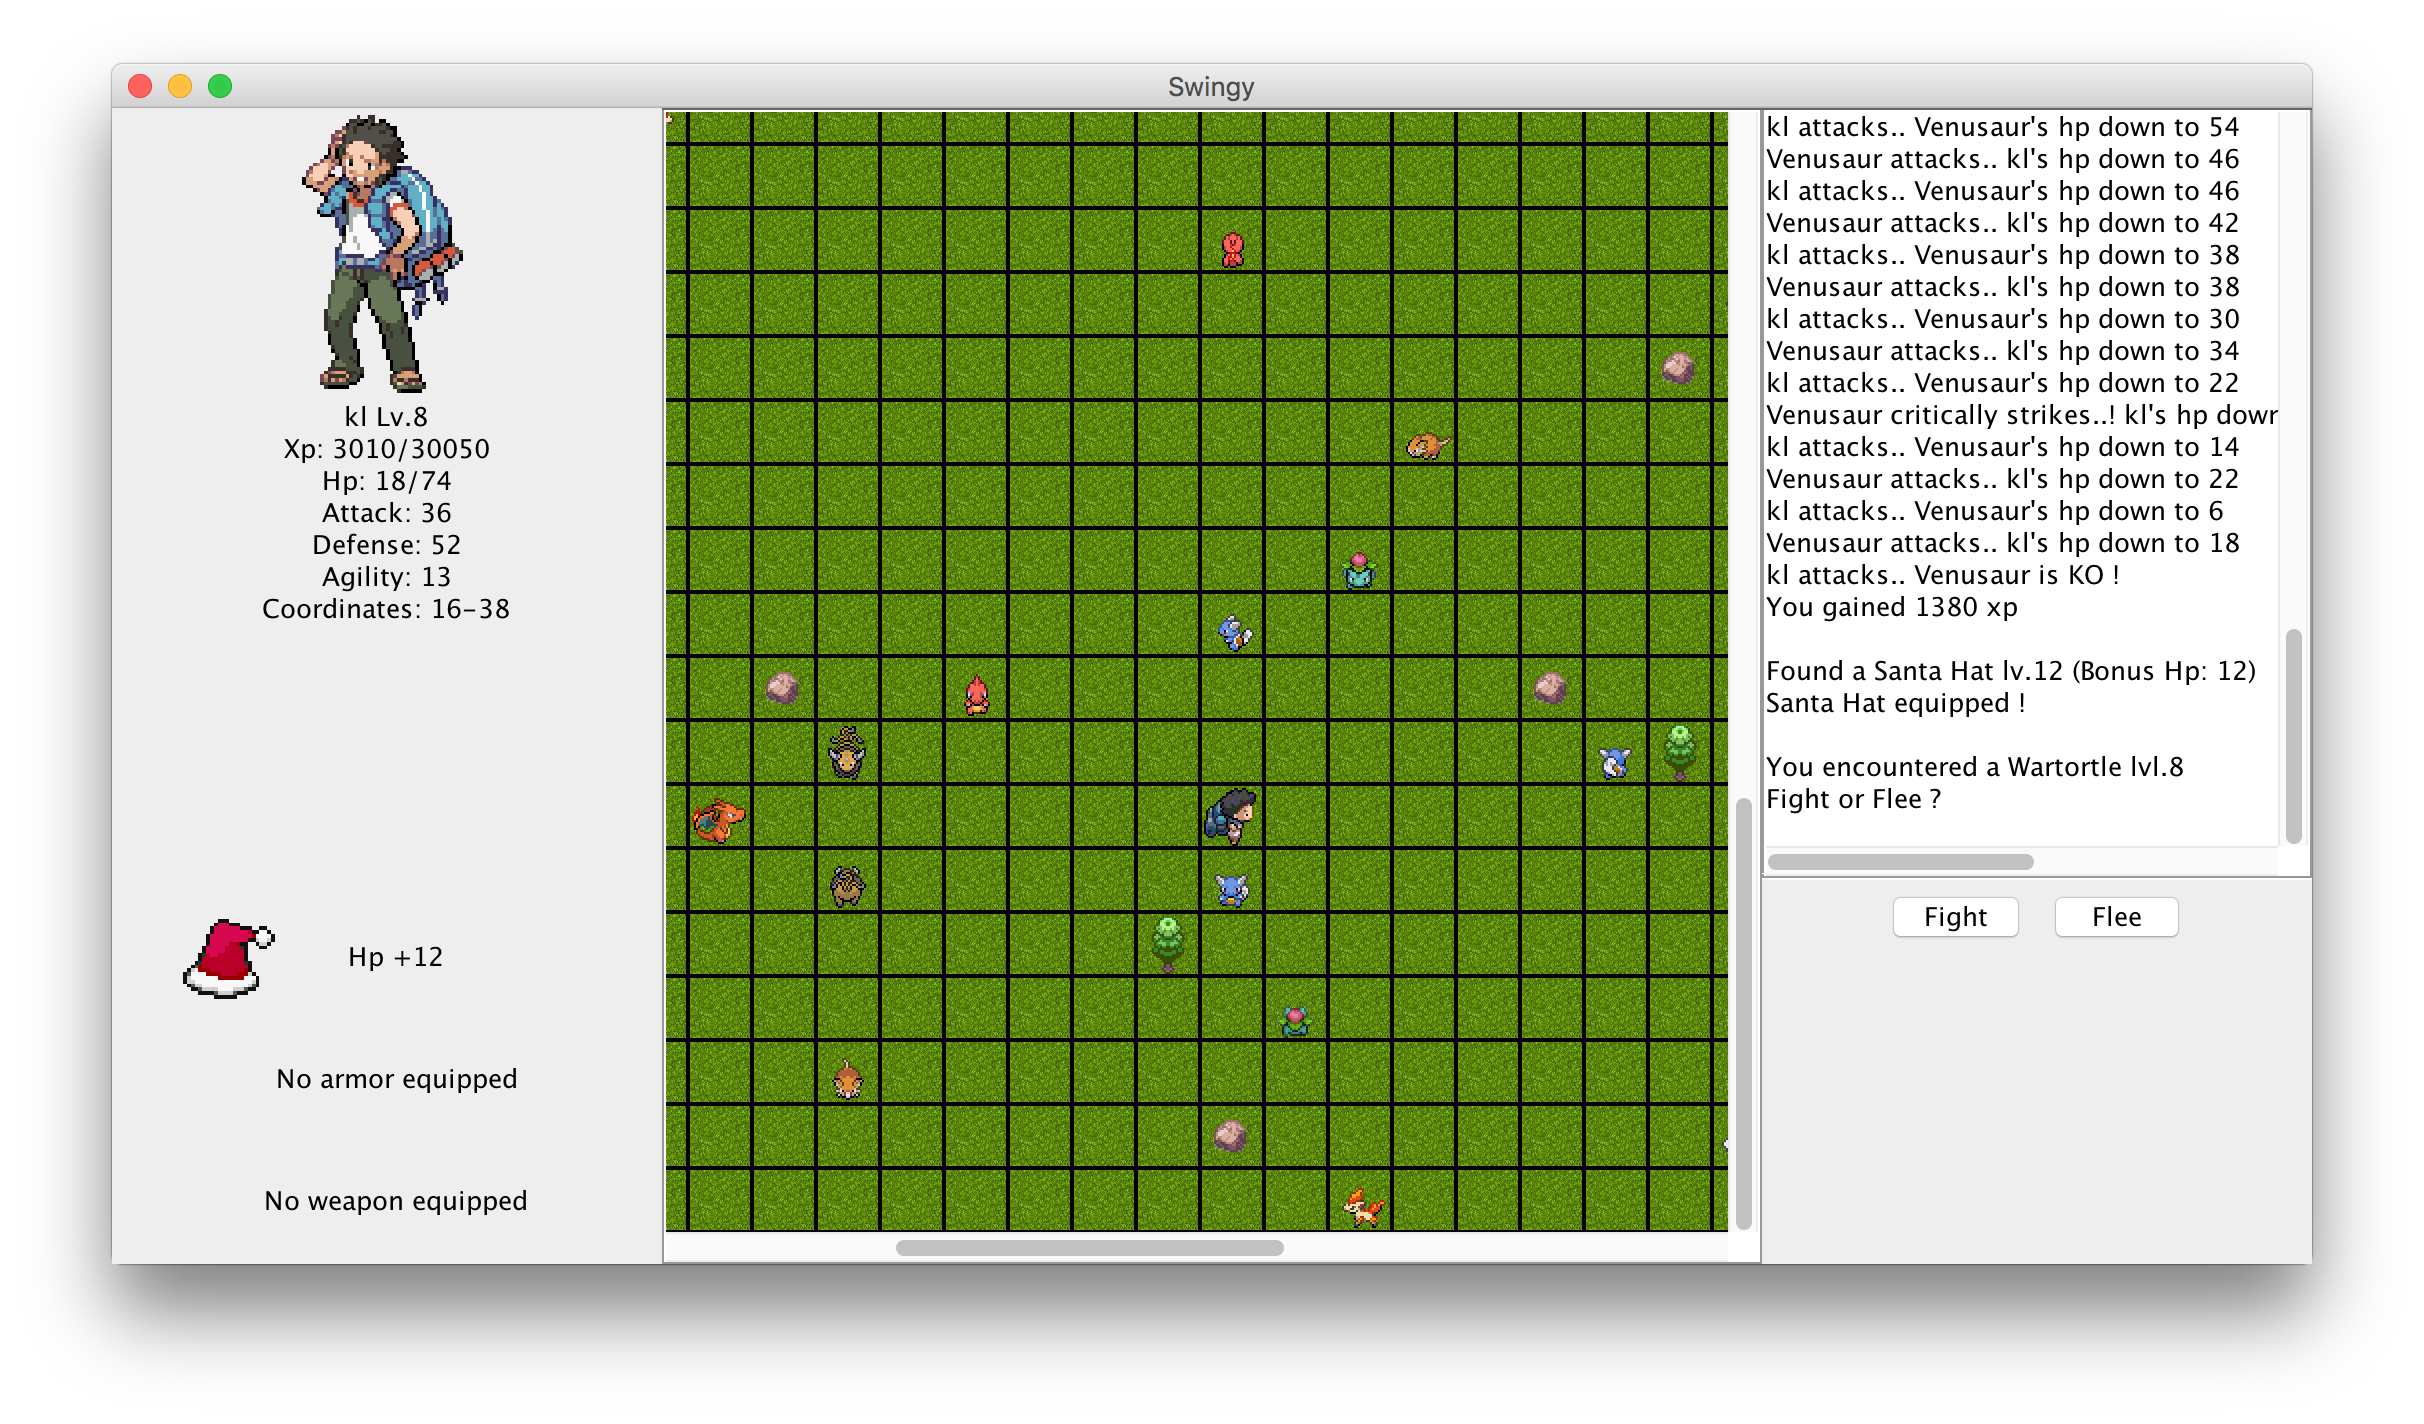 Swingy
kl Lv.8
Xp: 3010/30050
Hp: 18/74
Attack: 36
Defense: 52
Agility: 13
Coordinates: 16-38
Hp +12
No armor equipped
No weapon equipped
kl attacks.. Venusaur's hp down to 54
Venusaur attacks.. kl's hp down to 46
kl attacks.. Venusaur's hp down to 46
Venusaur attacks.. kl's hp down to 42
kl attacks.. Venusaur's hp down to 38
Venusaur attacks.. kl's hp down to 38
kl attacks.. Venusaur's hp down to 30
Venusaur attacks.. kl's hp down to 34
kl attacks.. Venusaur's hp down to 22
Venusaur critically strikes..! kl's hp down
kl attacks.. Venusaur's hp down to 14
Venusaur attacks.. kl's hp down to 22
kl attacks.. Venusaur's hp down to 6
Venusaur attacks.. kl's hp down to 18
kl attacks.. Venusaur is KO !
You gained 1380 xp
Found a Santa Hat lv.12 (Bonus Hp: 12)
Santa Hat equipped !
You encountered a Wartortle lvl.8
Fight or Flee ?
Fight
Flee